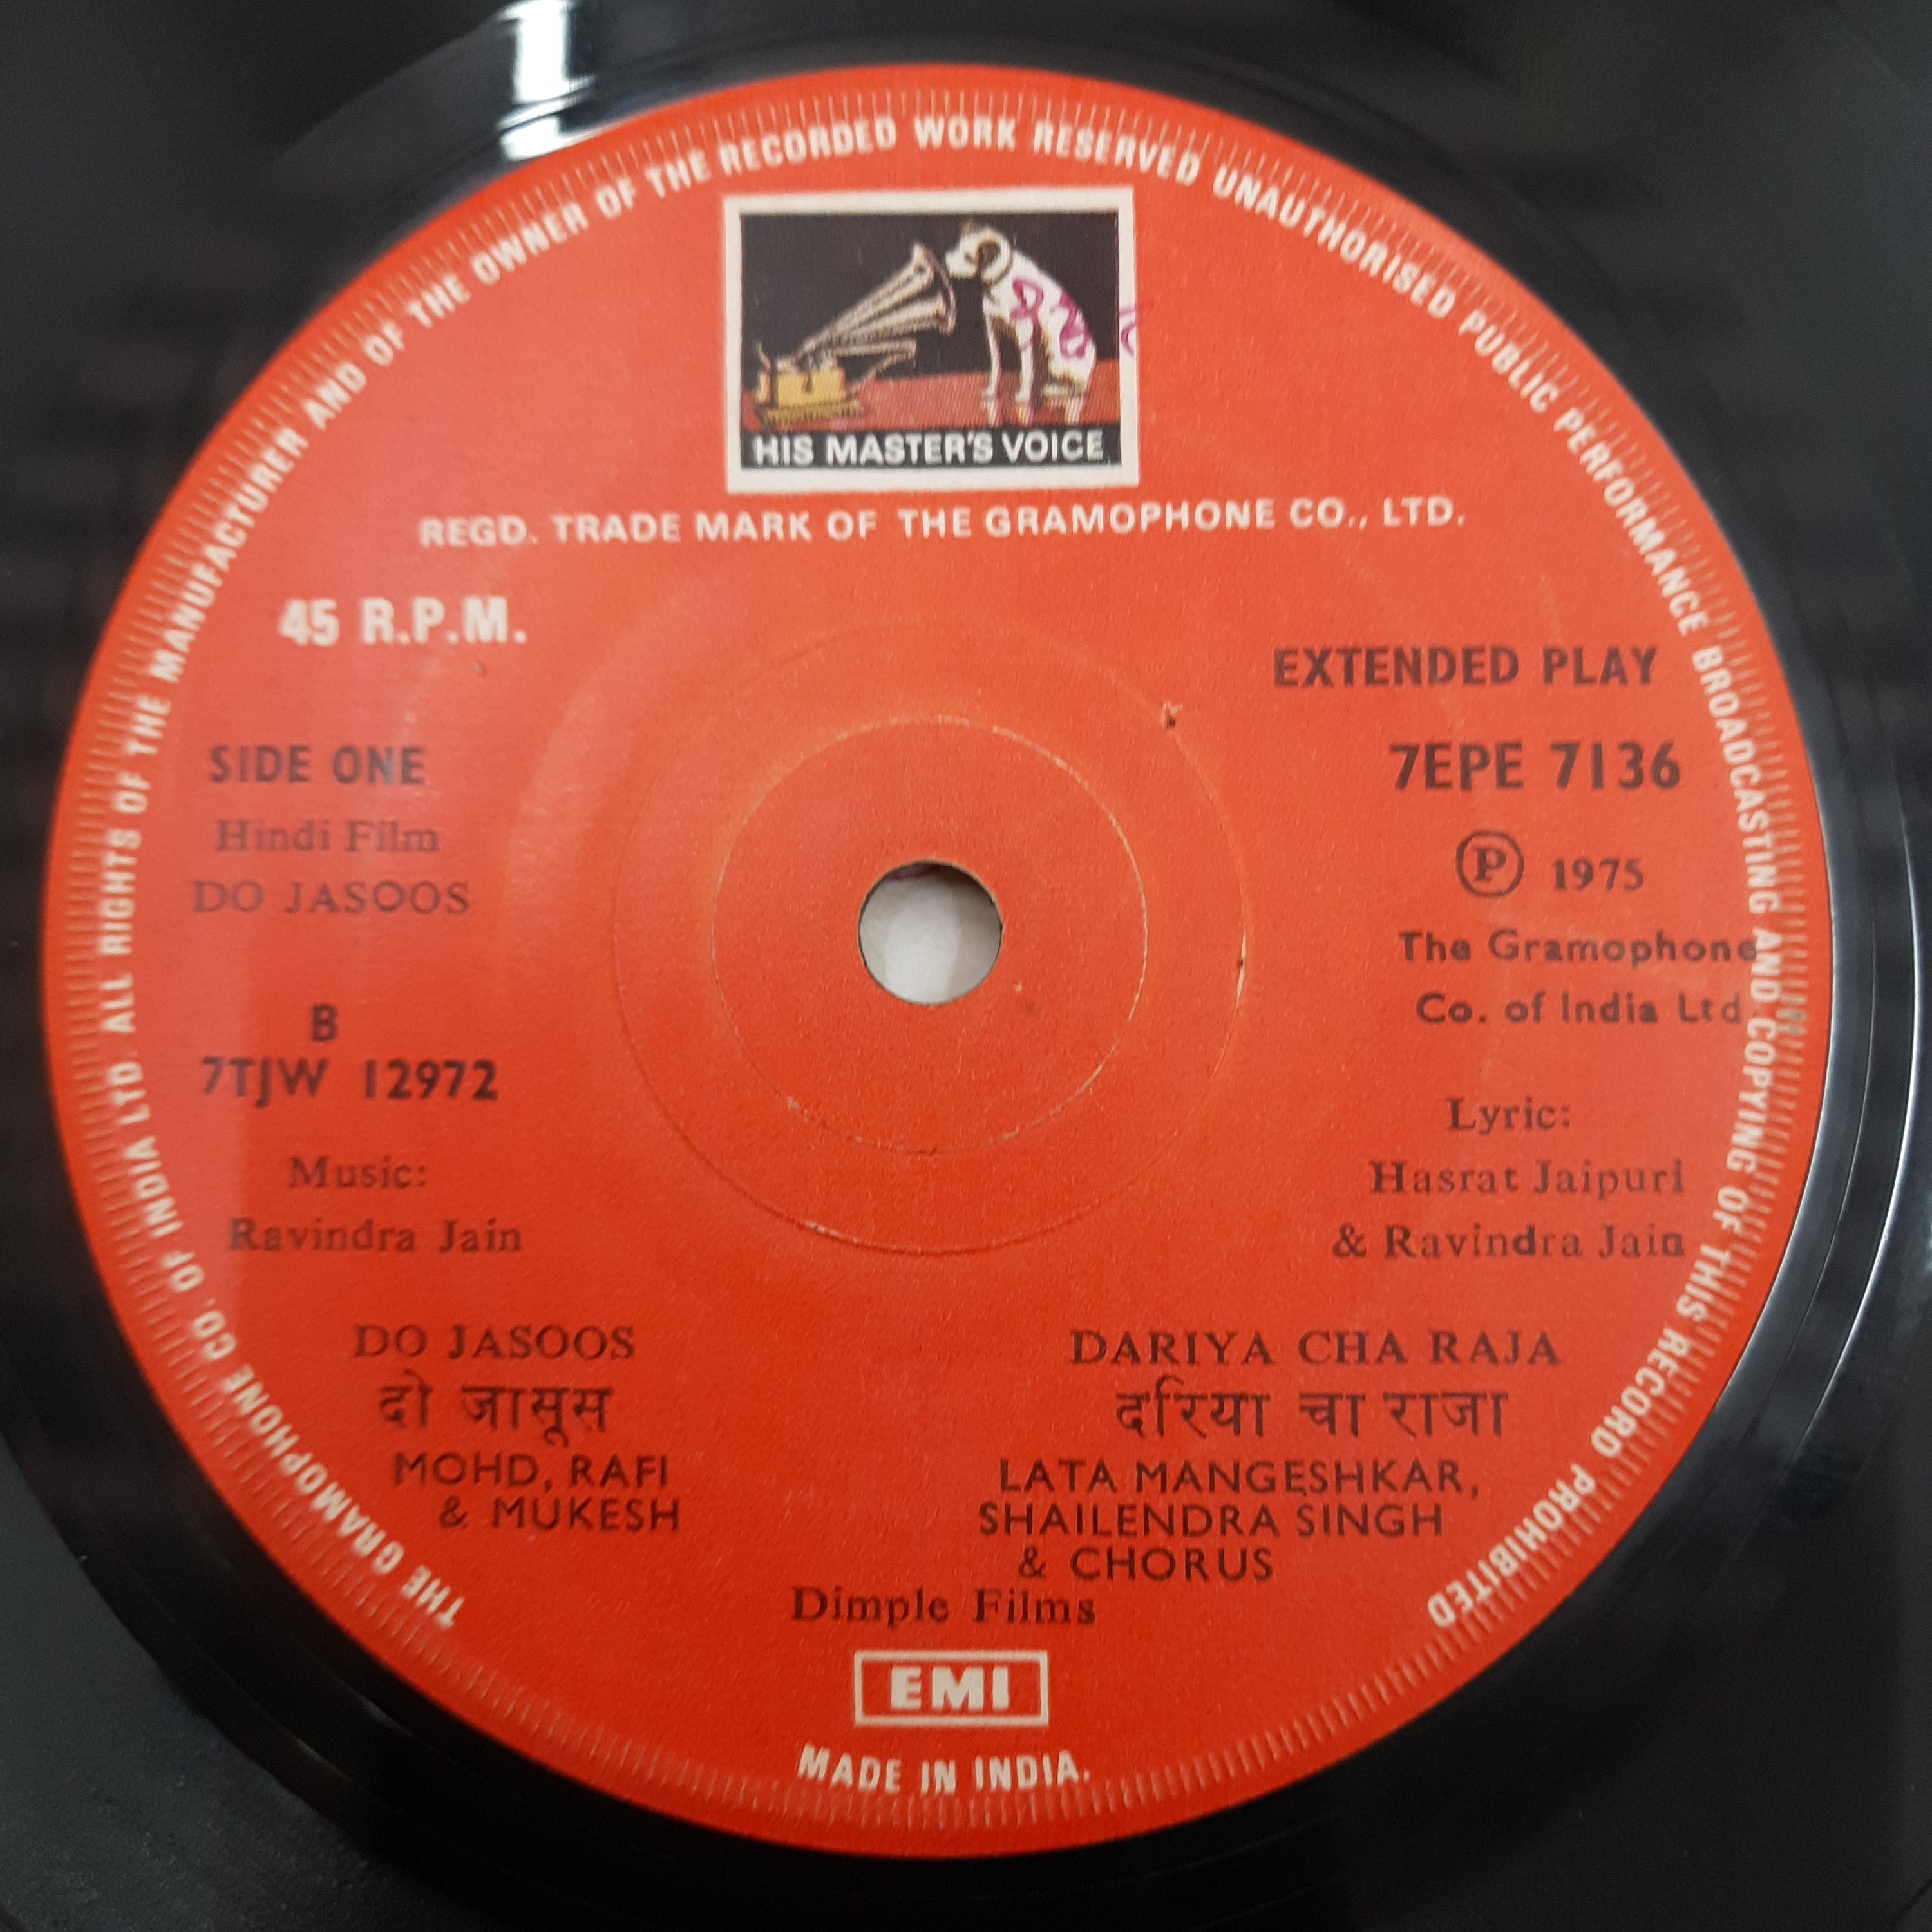 THE GRAMOPHONE CO. OF INDIA LTD. ALL RIGHTS OF THE MANUFACTURER AND OF THE OWNER OF THE RECORDED WORK RESERVED UNAUTHORISED PUBLIC PERFORMANCE BROADCASTING AND COPYING OF THIS RECORD PROHIBITED
HIS MASTER'S VOICE
REGD. TRADE MARK OF THE GRAMOPHONE CO., LTD.
45 R.P.M.
EXTENDED PLAY
SIDE ONE
7EPE 7136
Hindi Film
DO JASOOS
Ⓟ 1975
The Gramophone
Co. of India Ltd.
B
7TJW 12972
Music:
Ravindra Jain
Lyric:
Hasrat Jaipuri
& Ravindra Jain
DO JASOOS
दो जासूस
MOHD, RAFI
& MUKESH
DARIYA CHA RAJA
दरिया चा राजा
LATA MANGESHKAR,
SHAILENDRA SINGH
& CHORUS
Dimple Films
EMI
MADE IN INDIA.